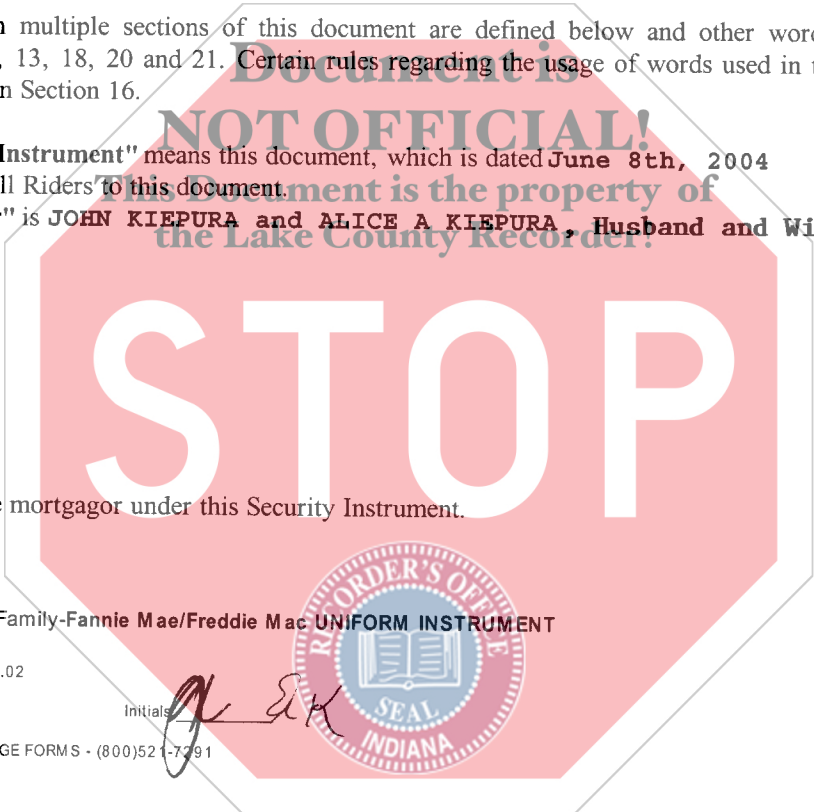 multiple sections of this document are defined below and other
, 13, 18, 20 and 21. Certain rules regarding the usage of words used in
n Section 16.
Document is
NOT OFFICIAL!
Instrument" means this document, which is dated June 8th, 2004
ll Riders to this document.
This Document is the property of
" is JOHN KIEPURA and ALICE A KIEPURA, Husband and Wi
the Lake County Recorder!
STOP
mortgagor under this Security Instrument.
RECORDER'S OFFICE
Family-Fannie Mae/Freddie Mac UNIFORM INSTRUMENT
.02
Initials
SEAL
INDIANA
GE FORMS - (800)521-7291